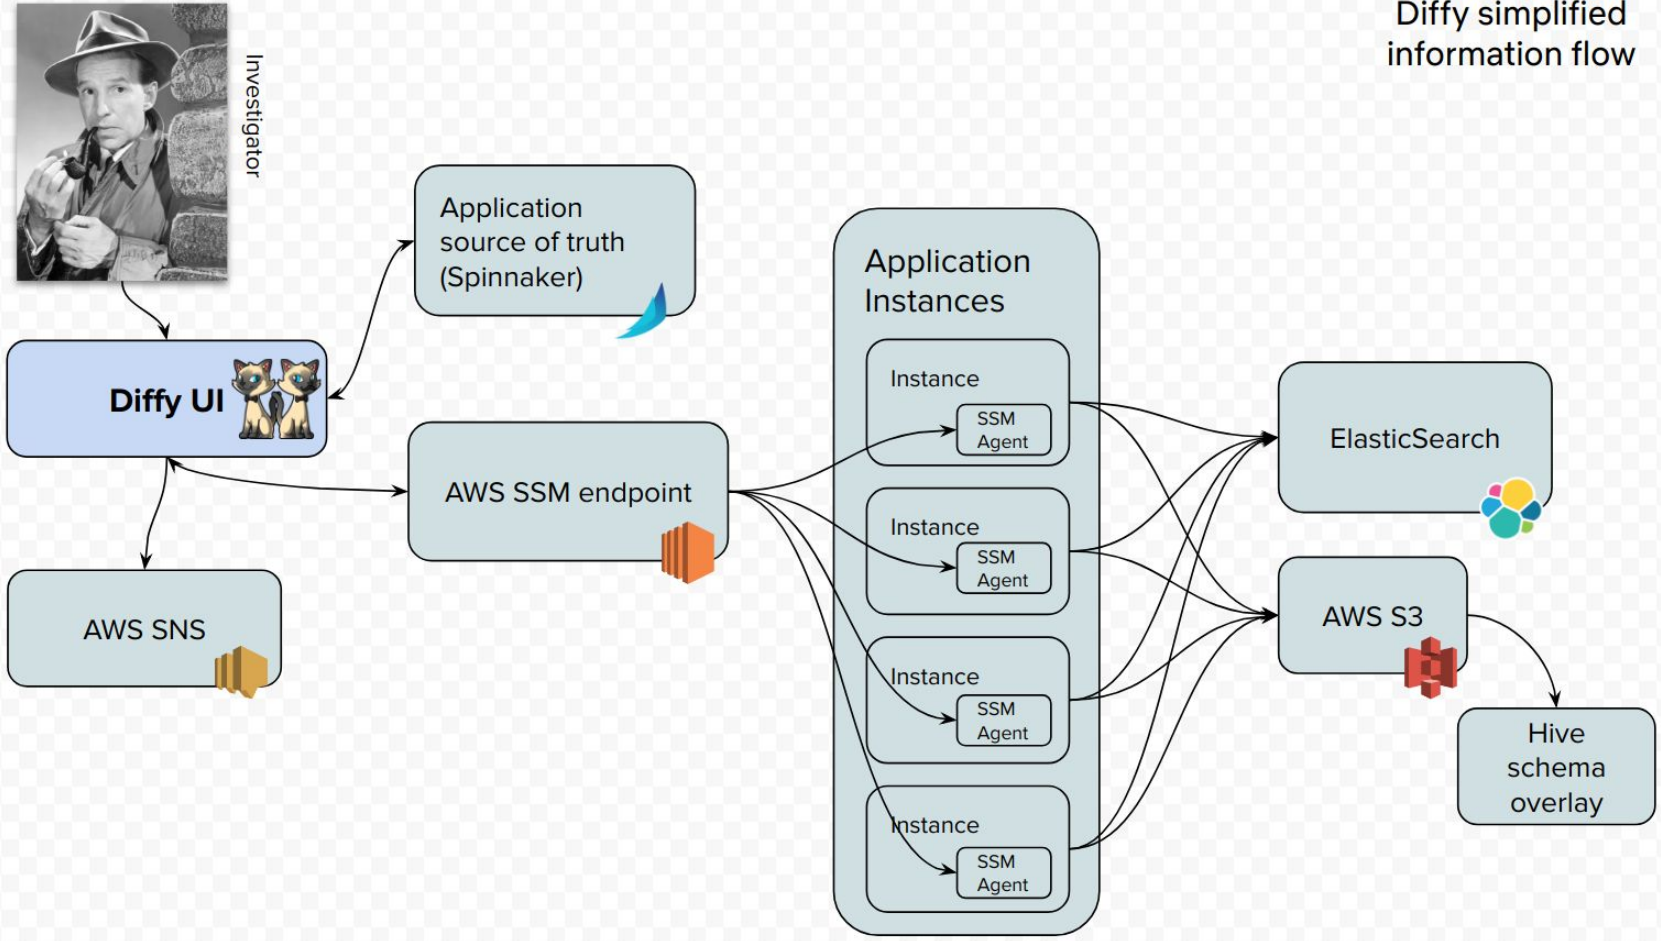 Diffy simplified
information flow
Investigator
Application
source of truth
(Spinnaker)
Diffy UI
AWS SSM endpoint
AWS SNS
Application
Instances
Instance
SSM
Agent
Instance
SSM
Agent
Instance
SSM
Agent
Instance
SSM
Agent
ElasticSearch
AWS S3
Hive
schema
overlay